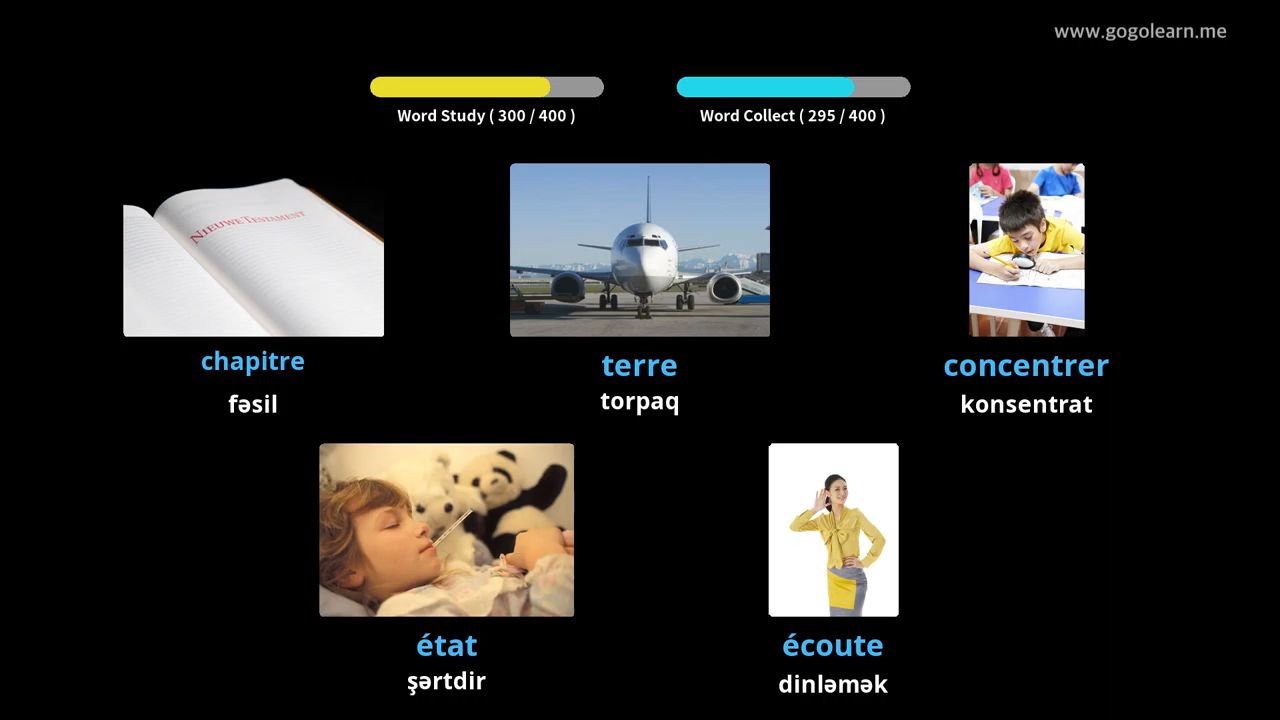 www.gogolearn.me
Word Study ( 300 / 400 )
Word Collect ( 295 / 400 )
NIEUWE TESTAMENT
chapitre
fəsil
terre
torpaq
concentrer
konsentrat
état
şərtdir
écoute
dinləmək